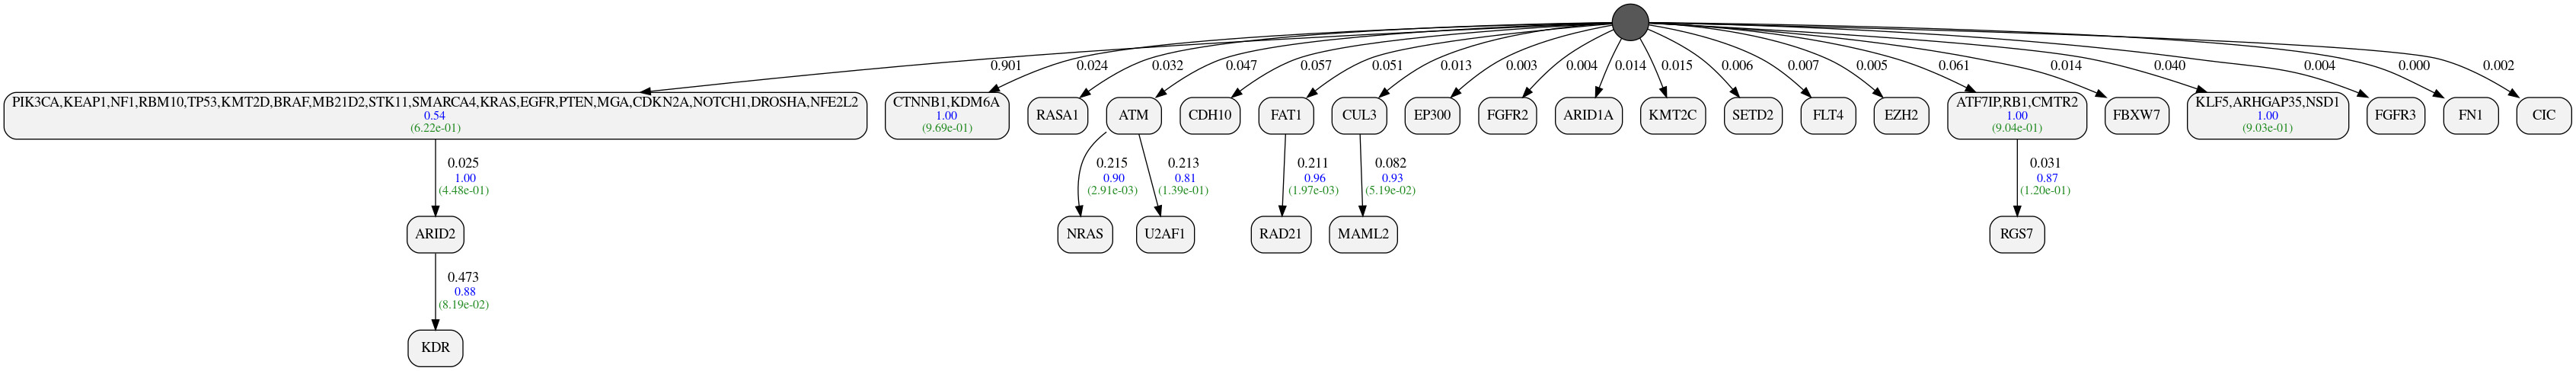 0.901
0.024
0.032
0.047
0.057
0.051
0.013
0.003
0.004
0.014
0.015
0.006
0.007
0.005
0.061
0.014
0.040
0.004
0.000
0.002
PIK3CA,KEAP1,NF1,RBM10,TP53,KMT2D,BRAF,MB21D2,STK11,SMARCA4,KRAS,EGFR,PTEN,MGA,CDKN2A,NOTCH1,DROSHA,NFE2L2
0.54
(6.22e-01)
CTNNB1,KDM6A
1.00
(9.69e-01)
RASA1
ATM
CDH10
FAT1
CUL3
EP300
FGFR2
ARID1A
KMT2C
SETD2
FLT4
EZH2
ATF7IP,RB1,CMTR2
1.00
(9.04e-01)
FBXW7
KLF5,ARHGAP35,NSD1
1.00
(9.03e-01)
FGFR3
FN1
CIC
0.025
1.00
(4.48e-01)
0.215
0.90
(2.91e-03)
0.213
0.81
(1.39e-01)
0.211
0.96
(1.97e-03)
0.082
0.93
(5.19e-02)
0.031
0.87
(1.20e-01)
ARID2
NRAS
U2AF1
RAD21
MAML2
RGS7
0.473
0.88
(8.19e-02)
KDR